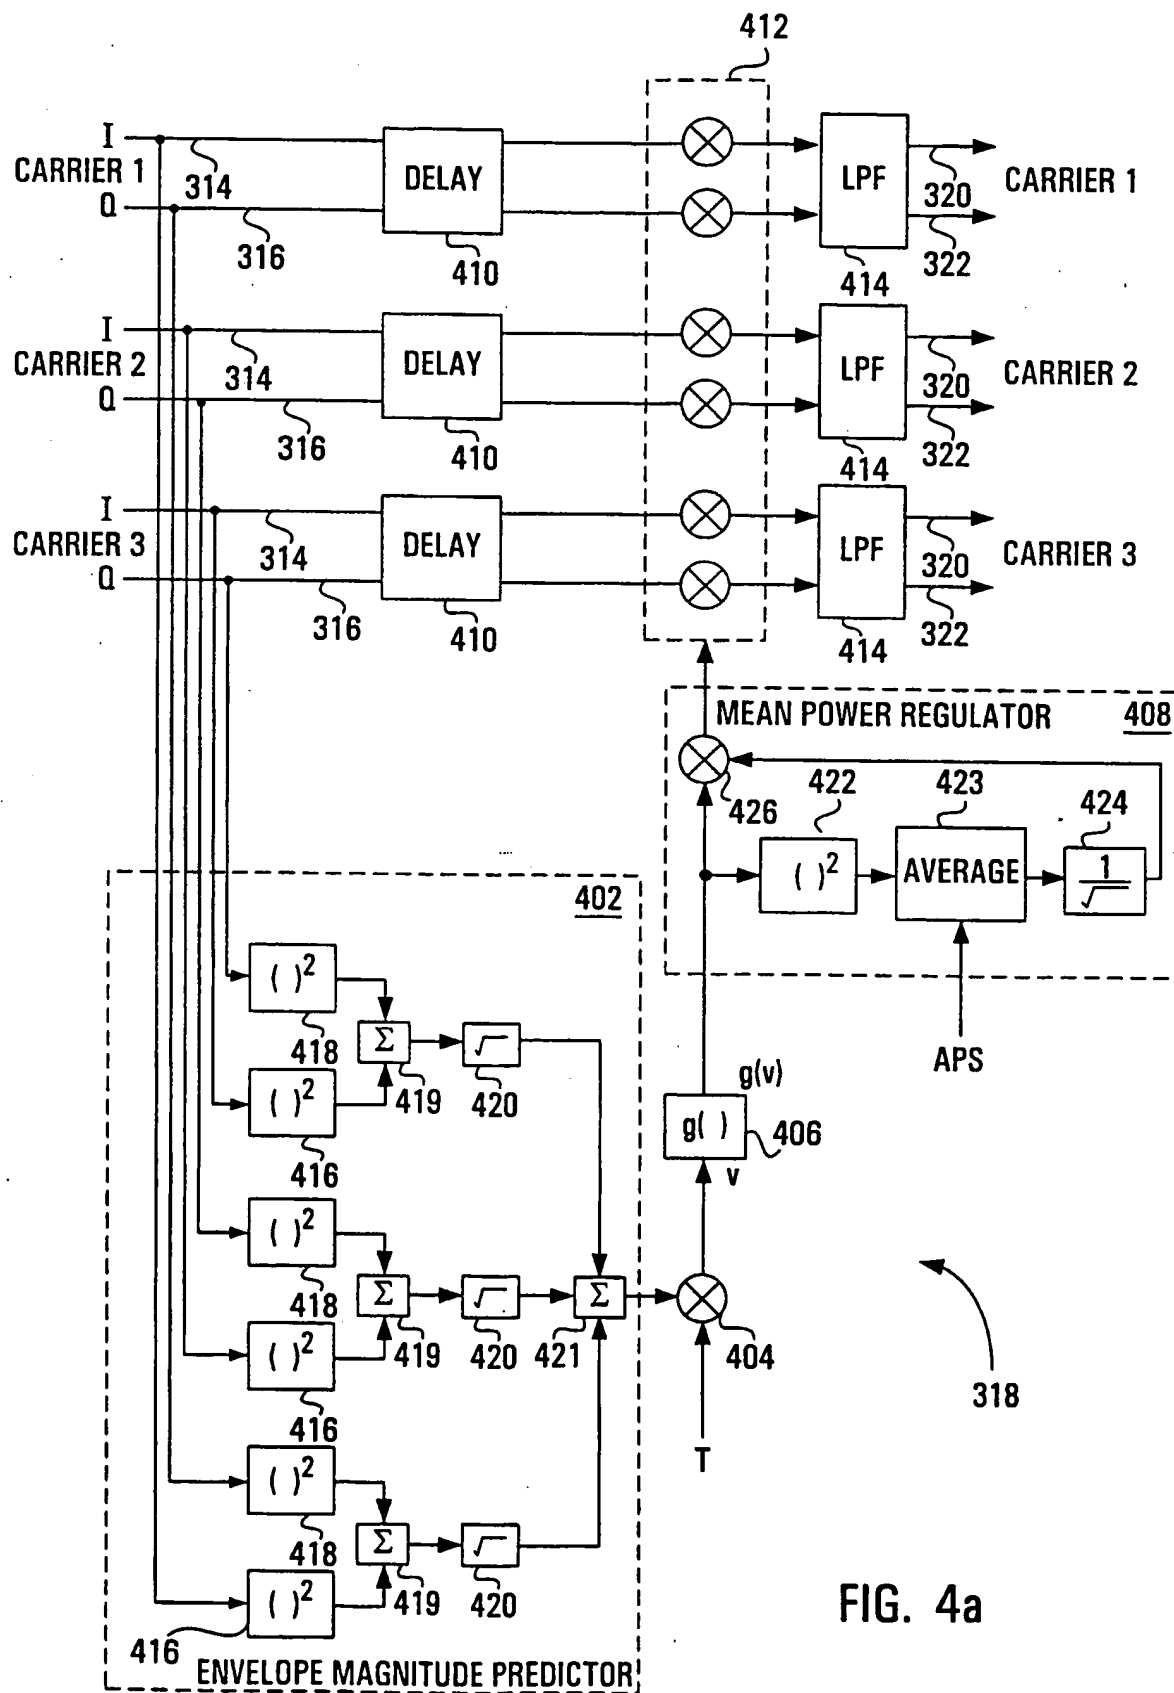 412
I
CARRIER 1
Q
314
316
DELAY
410
LPF
414
320
322
CARRIER 1
I
CARRIER 2
Q
314
316
DELAY
410
LPF
414
320
322
CARRIER 2
I
CARRIER 3
Q
314
316
DELAY
410
LPF
414
320
322
CARRIER 3
MEAN POWER REGULATOR 408
426
422
( )²
423
AVERAGE
424
1
√
APS
402
( )²
418
Σ
419
√
420
( )²
416
( )²
418
Σ
419
√
420
Σ
421
( )²
416
( )²
418
Σ
419
√
420
( )²
416
ENVELOPE MAGNITUDE PREDICTOR
g(v)
g( )
406
v
404
T
318
FIG. 4a